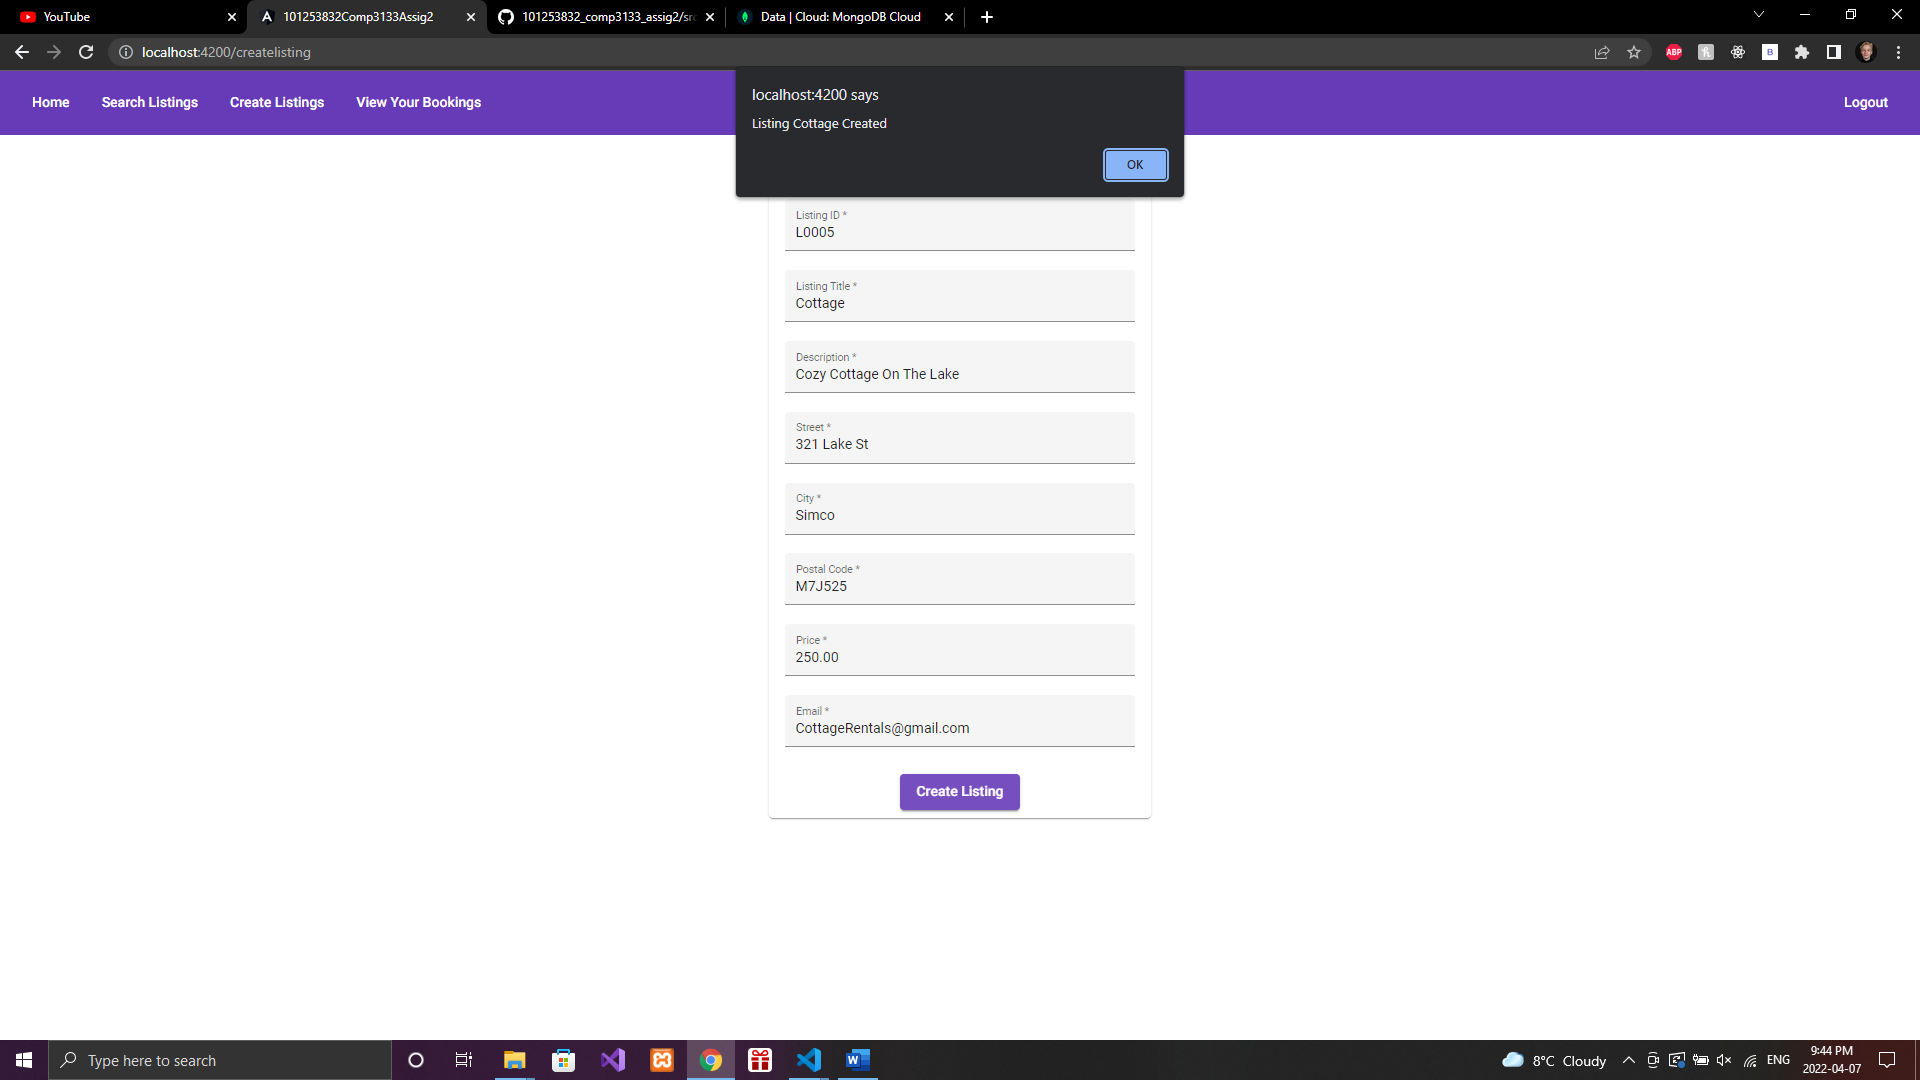 YouTube
101253832Comp3133Assig2
101253832_comp3133_assig2/src
Data | Cloud: MongoDB Cloud
localhost:4200/createlisting
ABP
B
Home
Search Listings
Create Listings
View Your Bookings
Logout
localhost:4200 says
Listing Cottage Created
OK
Listing ID *
L0005
Listing Title *
Cottage
Description *
Cozy Cottage On The Lake
Street *
321 Lake St
City *
Simco
Postal Code *
M7J525
Price *
250.00
Email *
CottageRentals@gmail.com
Create Listing
Type here to search
8°C Cloudy
ENG
9:44 PM
2022-04-07